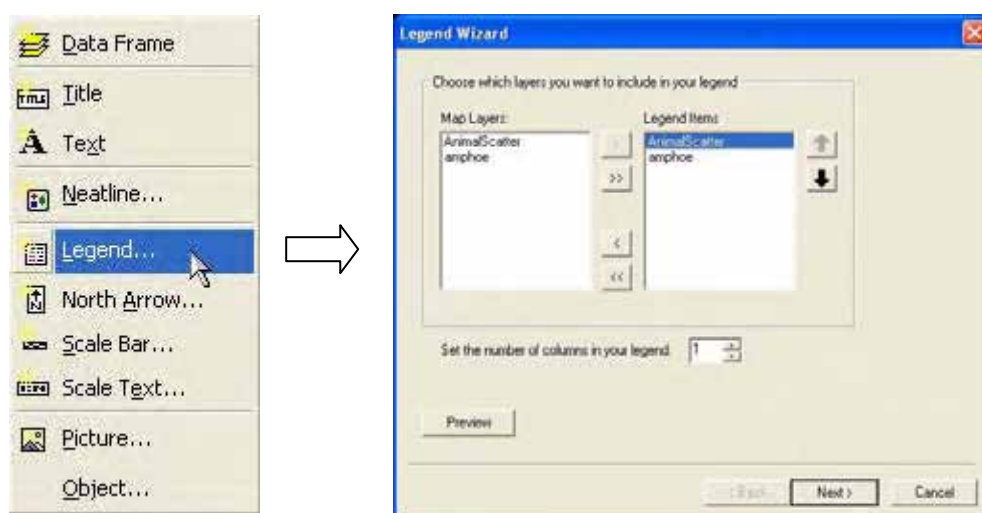 Data Frame
Title
Text
Neatline...
Legend...
North Arrow...
Scale Bar...
Scale Text...
Picture...
Object...
Legend Wizard
Choose which layers you want to include in your legend
Map Layers:
Legend Items
AnimalScatter
amphoe
AnimalScatter
amphoe
>
>>
<
<<
Set the number of columns in your legend
1
Preview
< Back
Next >
Cancel